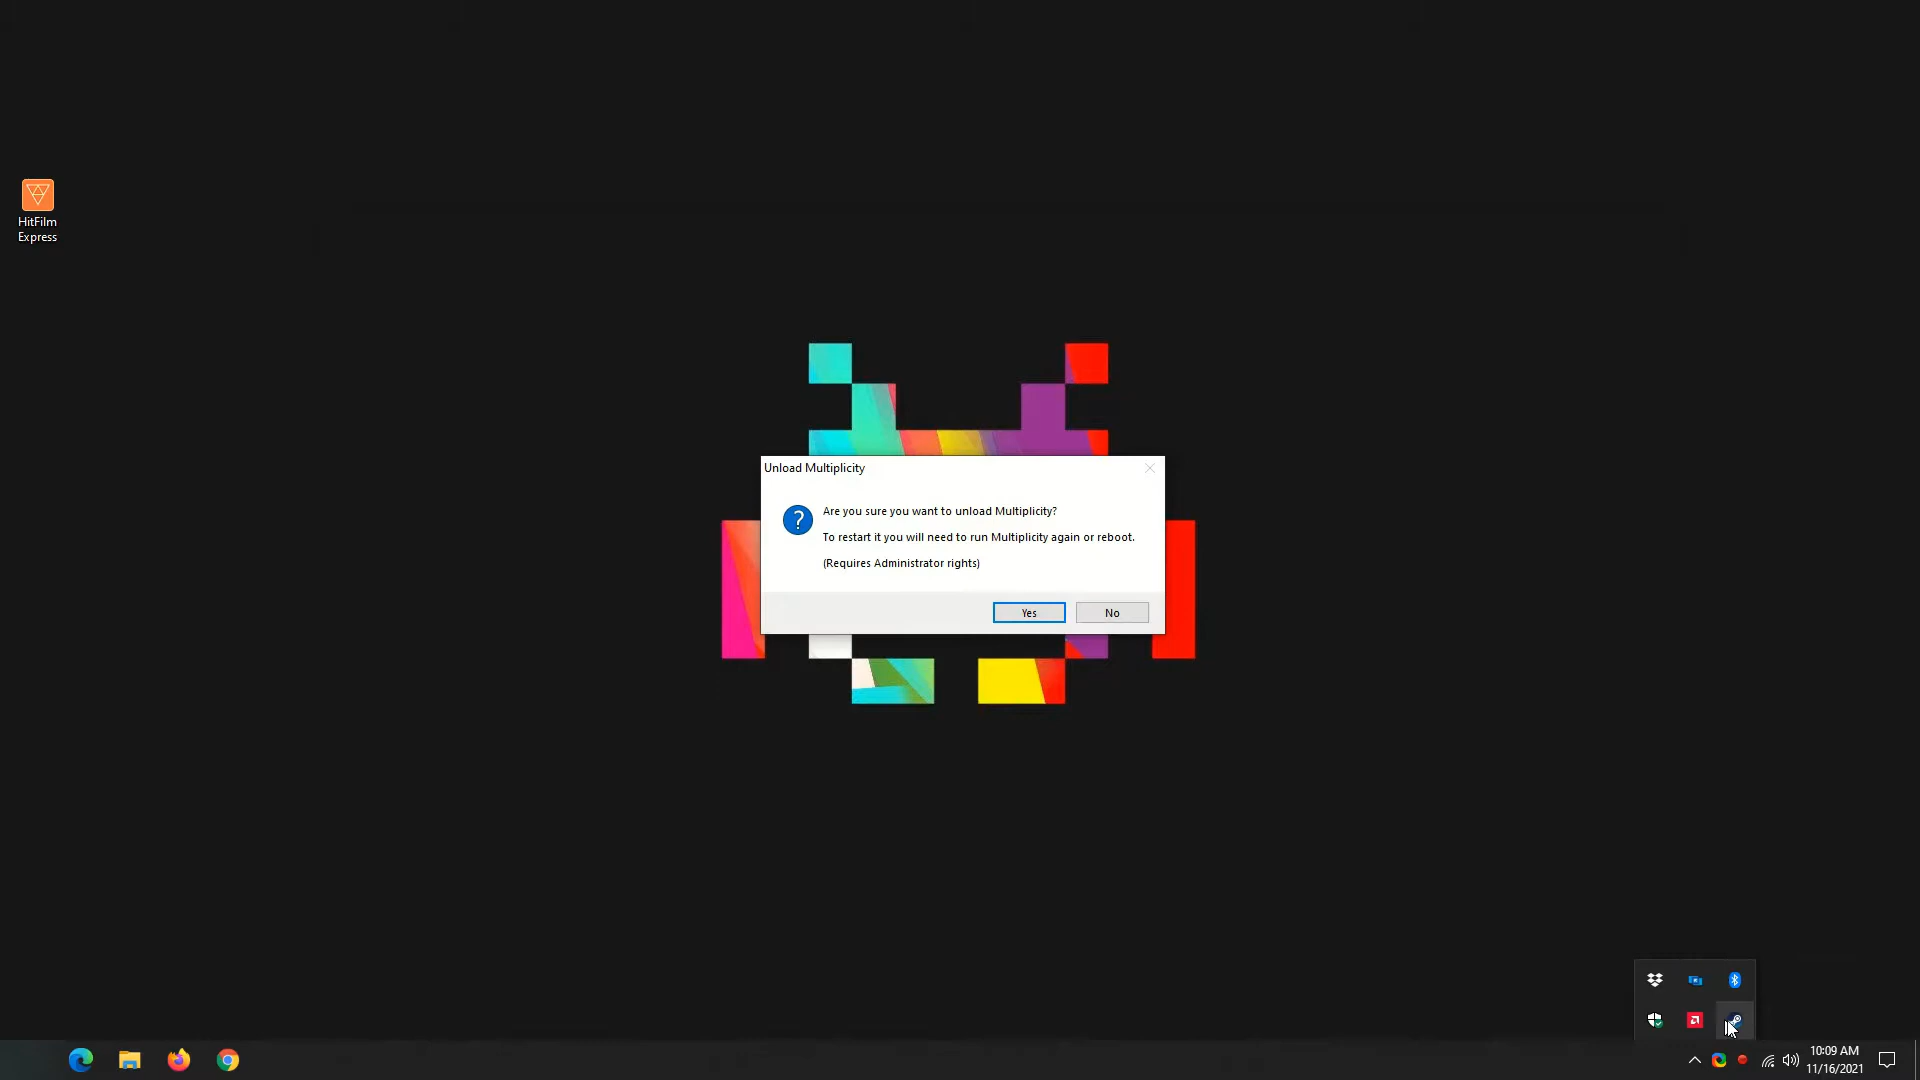 HitFilm
Express
Unload Multiplicity
?
Are you sure you want to unload Multiplicity?
To restart it you will need to run Multiplicity again or reboot.
(Requires Administrator rights)
Yes
No
10:09 AM
11/16/2021